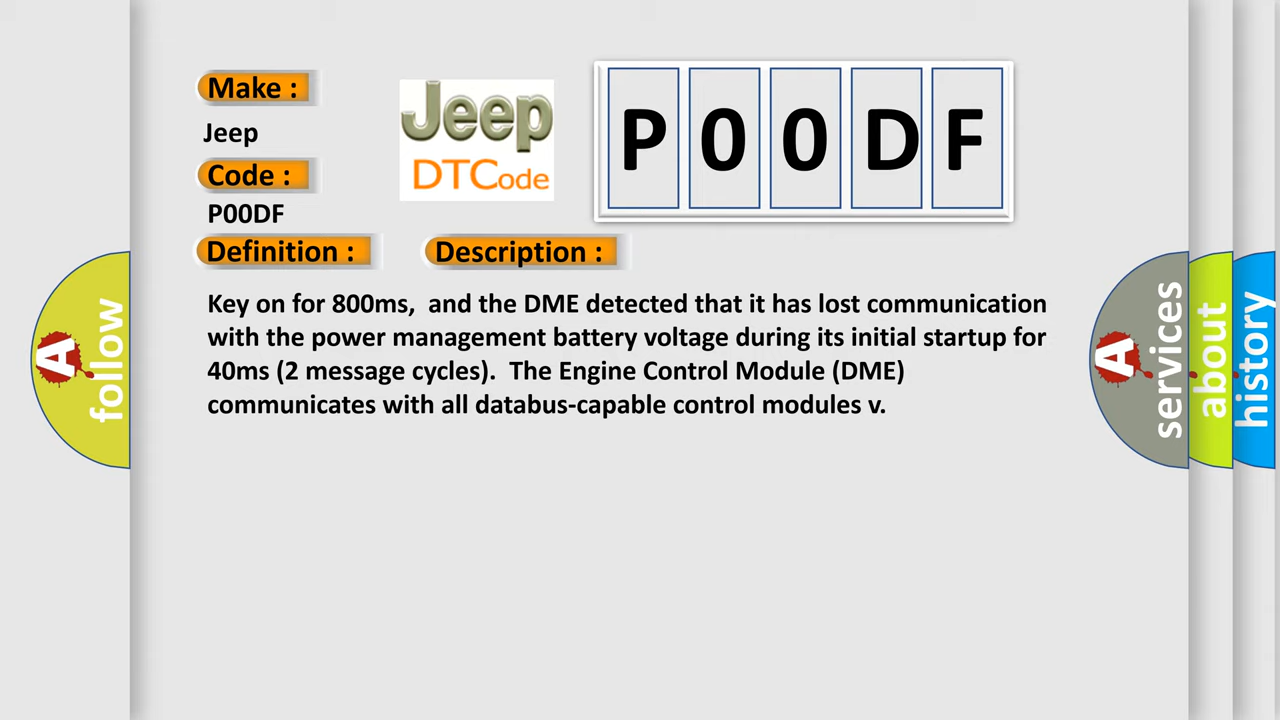 Make :
Jeep
Code :
P00DF
Jeep
DTCode
P 0 0 D F
Definition :
Description :
Key on for 800ms,  and the DME detected that it has lost communication
with the power management battery voltage during its initial startup for
40ms (2 message cycles).  The Engine Control Module (DME)
communicates with all databus-capable control modules v.
A
follow
A
services
about
history